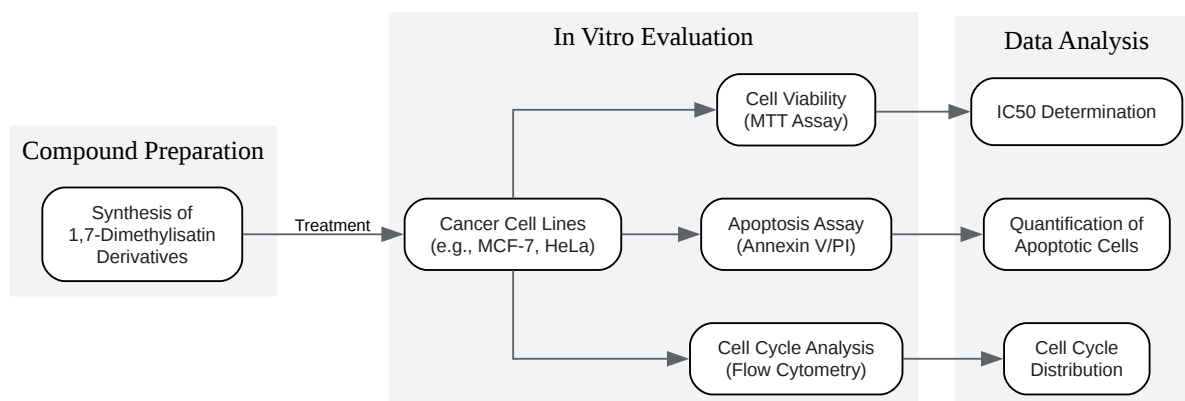 Compound Preparation
Synthesis of
1,7-Dimethylisatin
Derivatives
Treatment
In Vitro Evaluation
Cancer Cell Lines
(e.g., MCF-7, HeLa)
Cell Viability
(MTT Assay)
Apoptosis Assay
(Annexin V/PI)
Cell Cycle Analysis
(Flow Cytometry)
Data Analysis
IC50 Determination
Quantification of
Apoptotic Cells
Cell Cycle
Distribution